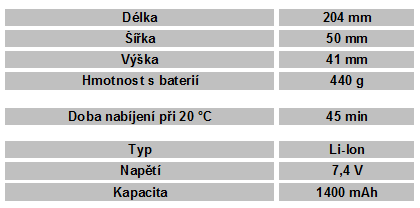 Délka 204 mm
Šířka 50 mm
Výška 41 mm
Hmotnost s baterií 440 g
Doba nabíjení při 20 °C 45 min
Typ Li-Ion
Napětí 7,4 V
Kapacita 1400 mAh